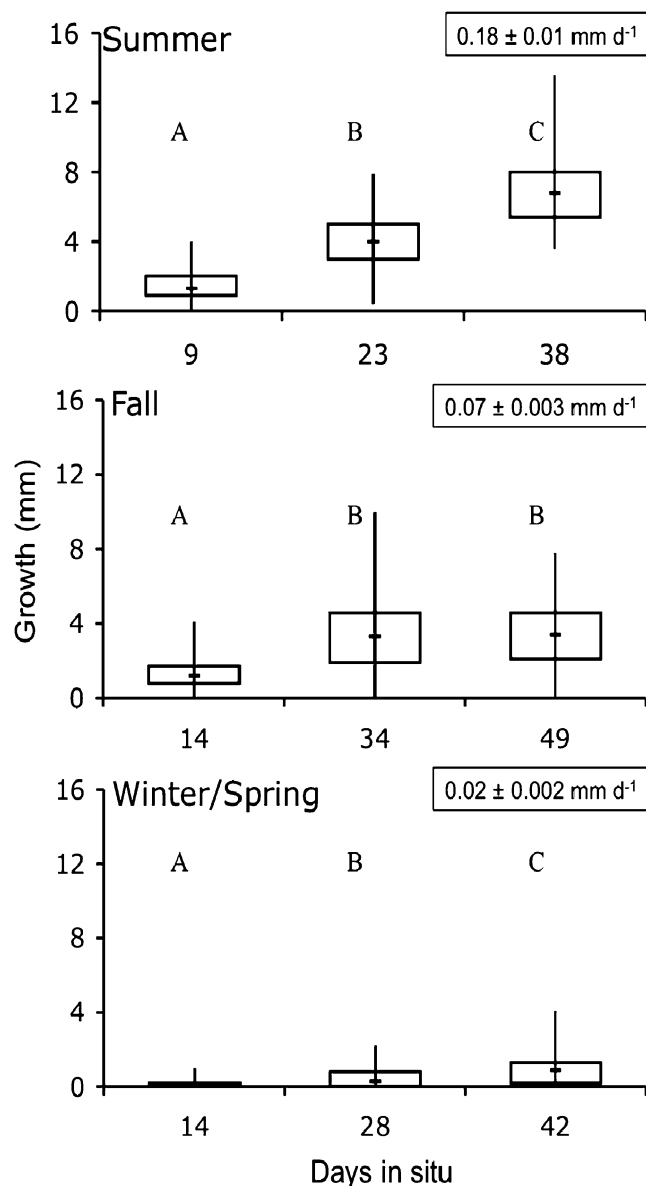 Summer
0.18 ± 0.01 mm d-1
16
12
8
4
0
A B C
9 23 38
Fall
0.07 ± 0.003 mm d-1
16
12
8
4
0
A B B
14 34 49
Growth (mm)
Winter/Spring
0.02 ± 0.002 mm d-1
16
12
8
4
0
A B C
14 28 42
Days in situ